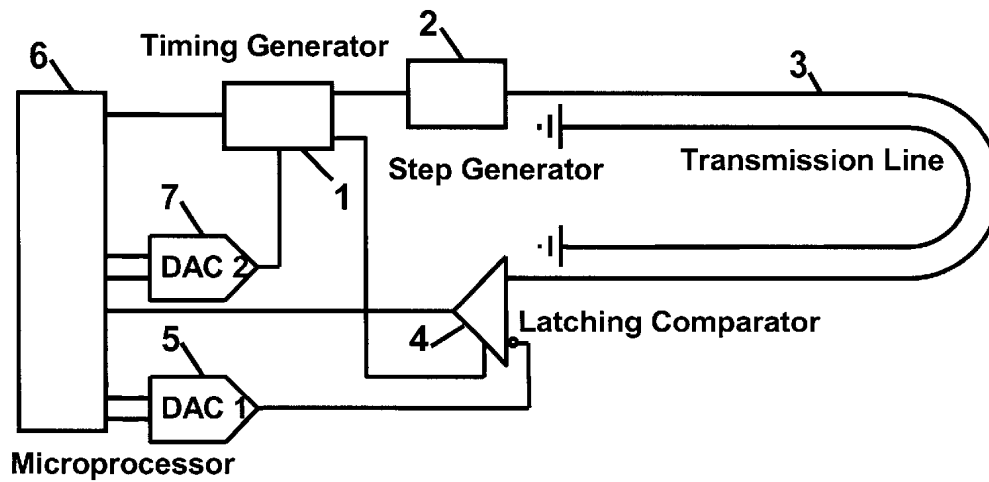 6
Timing Generator
2
3
Step Generator
Transmission Line
1
7
DAC 2
4
Latching Comparator
5
DAC 1
Microprocessor